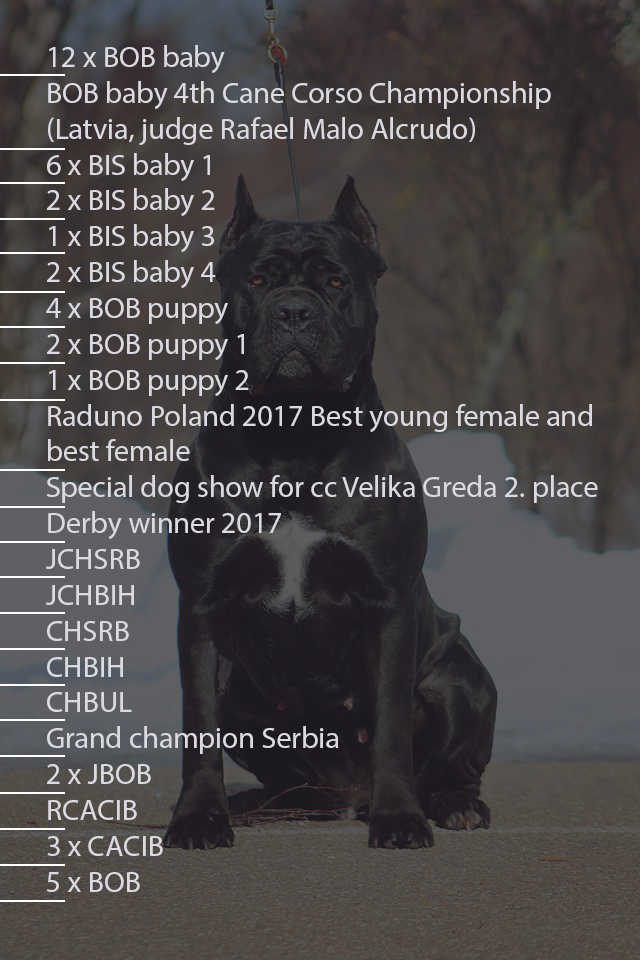 12 x BOB baby
BOB baby 4th Cane Corso Championship
(Latvia, judge Rafael Malo Alcrudo)
6 x BIS baby 1
2 x BIS baby 2
1 x BIS baby 3
2 x BIS baby 4
4 x BOB puppy
2 x BOB puppy 1
1 x BOB puppy 2
Raduno Poland 2017 Best young female and
best female
Special dog show for cc Velika Greda 2. place
Derby winner 2017
JCHSRB
JCHBIH
CHSRB
CHBIH
CHBUL
Grand champion Serbia
2 x JBOB
RCACIB
3 x CACIB
5 x BOB